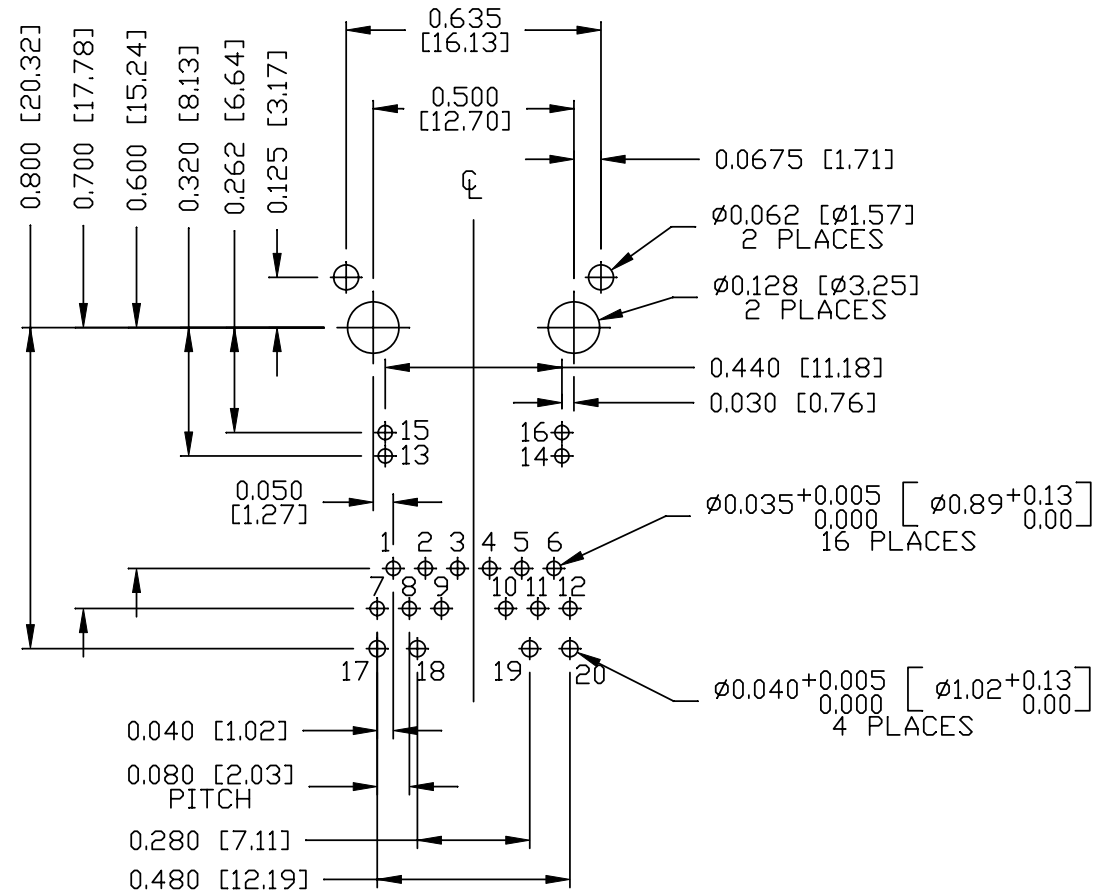 0.800 [20.32]
0.700 [17.78]
0.600 [15.24]
0.320 [8.13]
0.262 [6.64]
0.125 [3.17]
0.635
[16.13]
0.500
[12.70]
℄
0.0675 [1.71]
ø0.062 [ø1.57]
2 PLACES
ø0.128 [ø3.25]
2 PLACES
0.440 [11.18]
0.030 [0.76]
15
16
13
14
0.050
[1.27]
ø0.035+0.005 [ ø0.89+0.13 ]
0.000 0.00
16 PLACES
1 2 3 4 5 6
7 8 9 10 11 12
17 18 19 20
ø0.040+0.005 [ ø1.02+0.13 ]
0.000 0.00
4 PLACES
0.040 [1.02]
0.080 [2.03]
PITCH
0.280 [7.11]
0.480 [12.19]